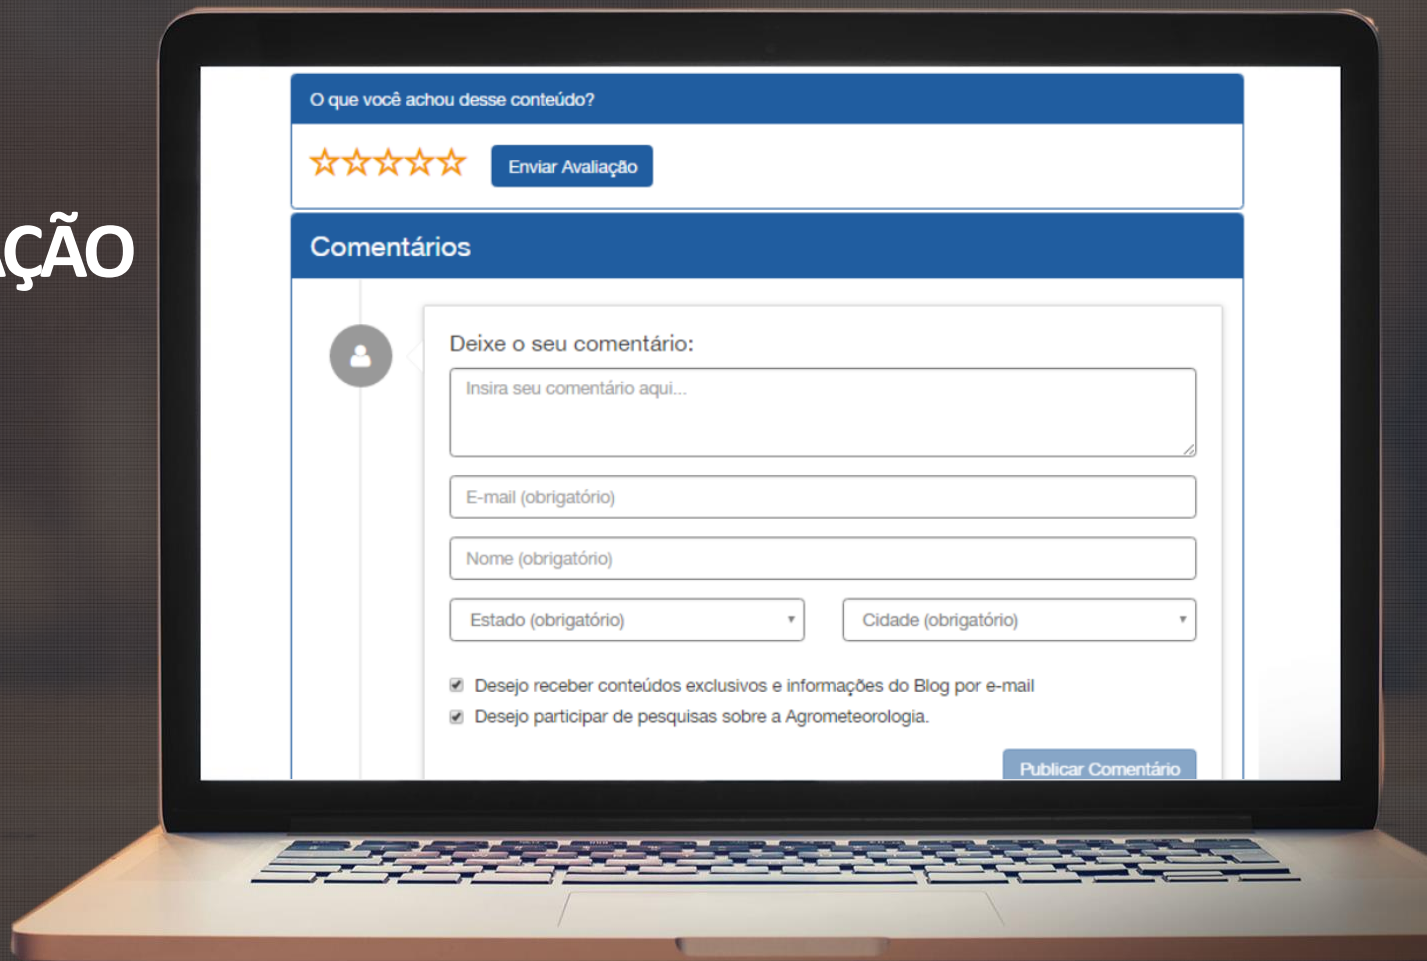 O que você achou desse conteúdo?
Enviar Avaliação
AÇÃO
Comentários
Deixe o seu comentário:
Insira seu comentário aqui...
E-mail (obrigatório)
Nome (obrigatório)
Estado (obrigatório)
Cidade (obrigatório)
Desejo receber conteúdos exclusivos e informações do Blog por e-mail
Desejo participar de pesquisas sobre a Agrometeorologia.
Publicar Comentário